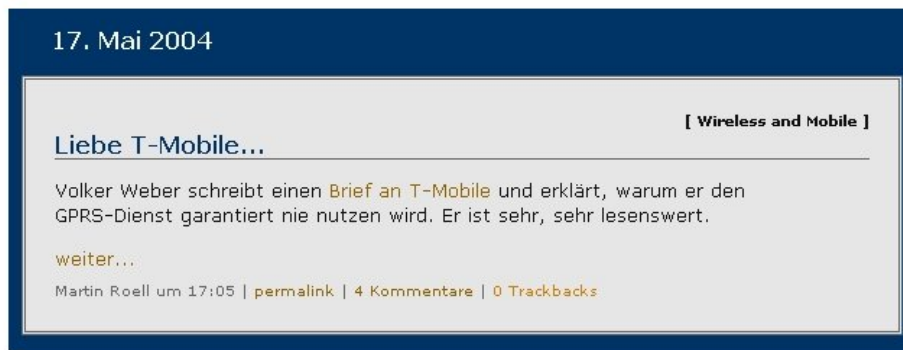 17. Mai 2004
[ Wireless and Mobile ]
Liebe T-Mobile...
Volker Weber schreibt einen Brief an T-Mobile und erklärt, warum er den
GPRS-Dienst garantiert nie nutzen wird. Er ist sehr, sehr lesenswert.
weiter...
Martin Roell um 17:05 | permalink | 4 Kommentare | 0 Trackbacks